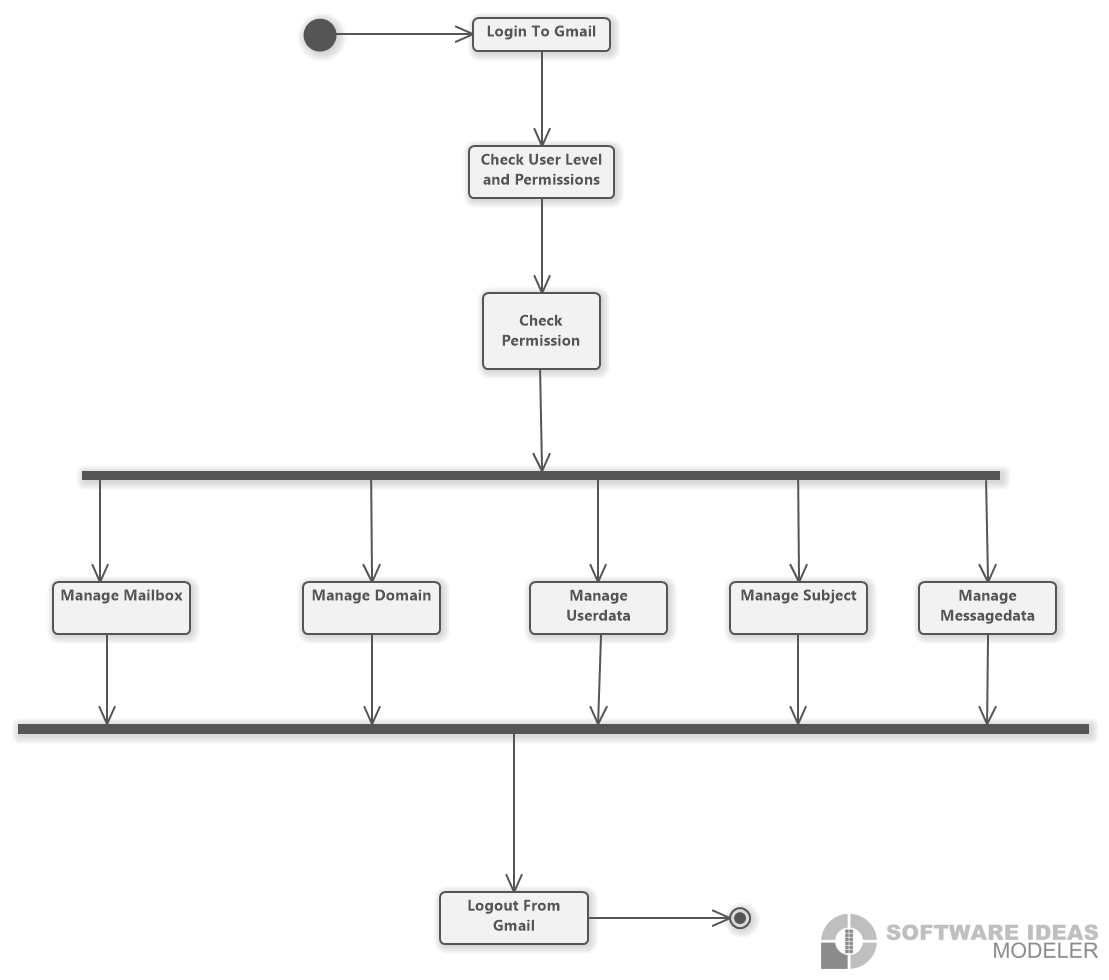 Login To Gmail
Check User Level
and Permissions
Check
Permission
Manage Mailbox
Manage Domain
Manage
Userdata
Manage Subject
Manage
Messagedata
Logout From
Gmail
SOFTWARE IDEAS
MODELER